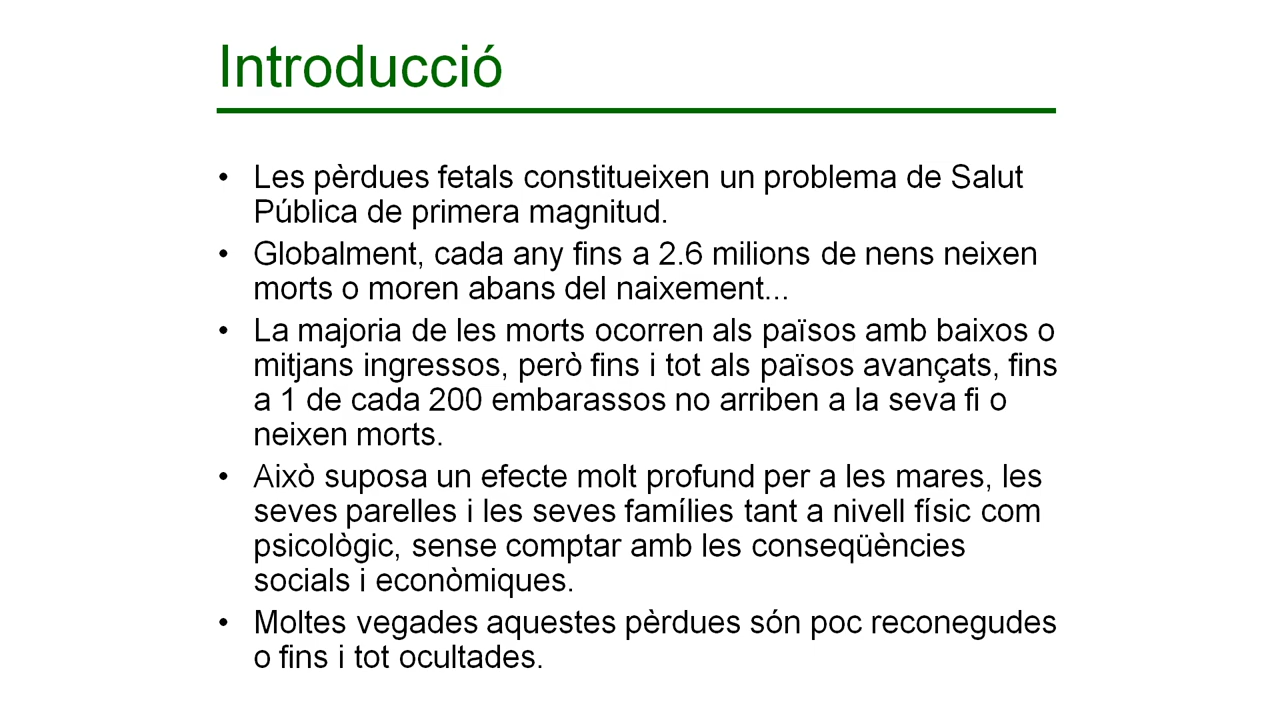 Introducció
• Les pèrdues fetals constitueixen un problema de Salut
Pública de primera magnitud.
• Globalment, cada any fins a 2.6 milions de nens neixen
morts o moren abans del naixement...
• La majoria de les morts ocorren als països amb baixos o
mitjans ingressos, però fins i tot als països avançats, fins
a 1 de cada 200 embarassos no arriben a la seva fi o
neixen morts.
• Això suposa un efecte molt profund per a les mares, les
seves parelles i les seves famílies tant a nivell físic com
psicològic, sense comptar amb les conseqüències
socials i econòmiques.
• Moltes vegades aquestes pèrdues són poc reconegudes
o fins i tot ocultades.